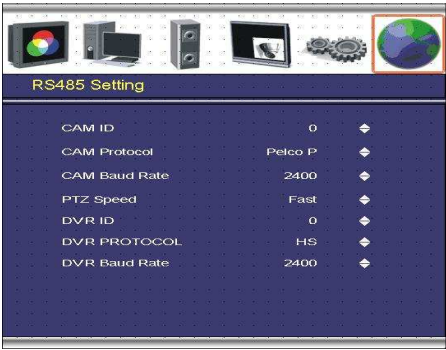 RS485 Setting
CAM ID 0
CAM Protocol Pelco P
CAM Baud Rate 2400
PTZ Speed Fast
DVR ID 0
DVR PROTOCOL HS
DVR Baud Rate 2400